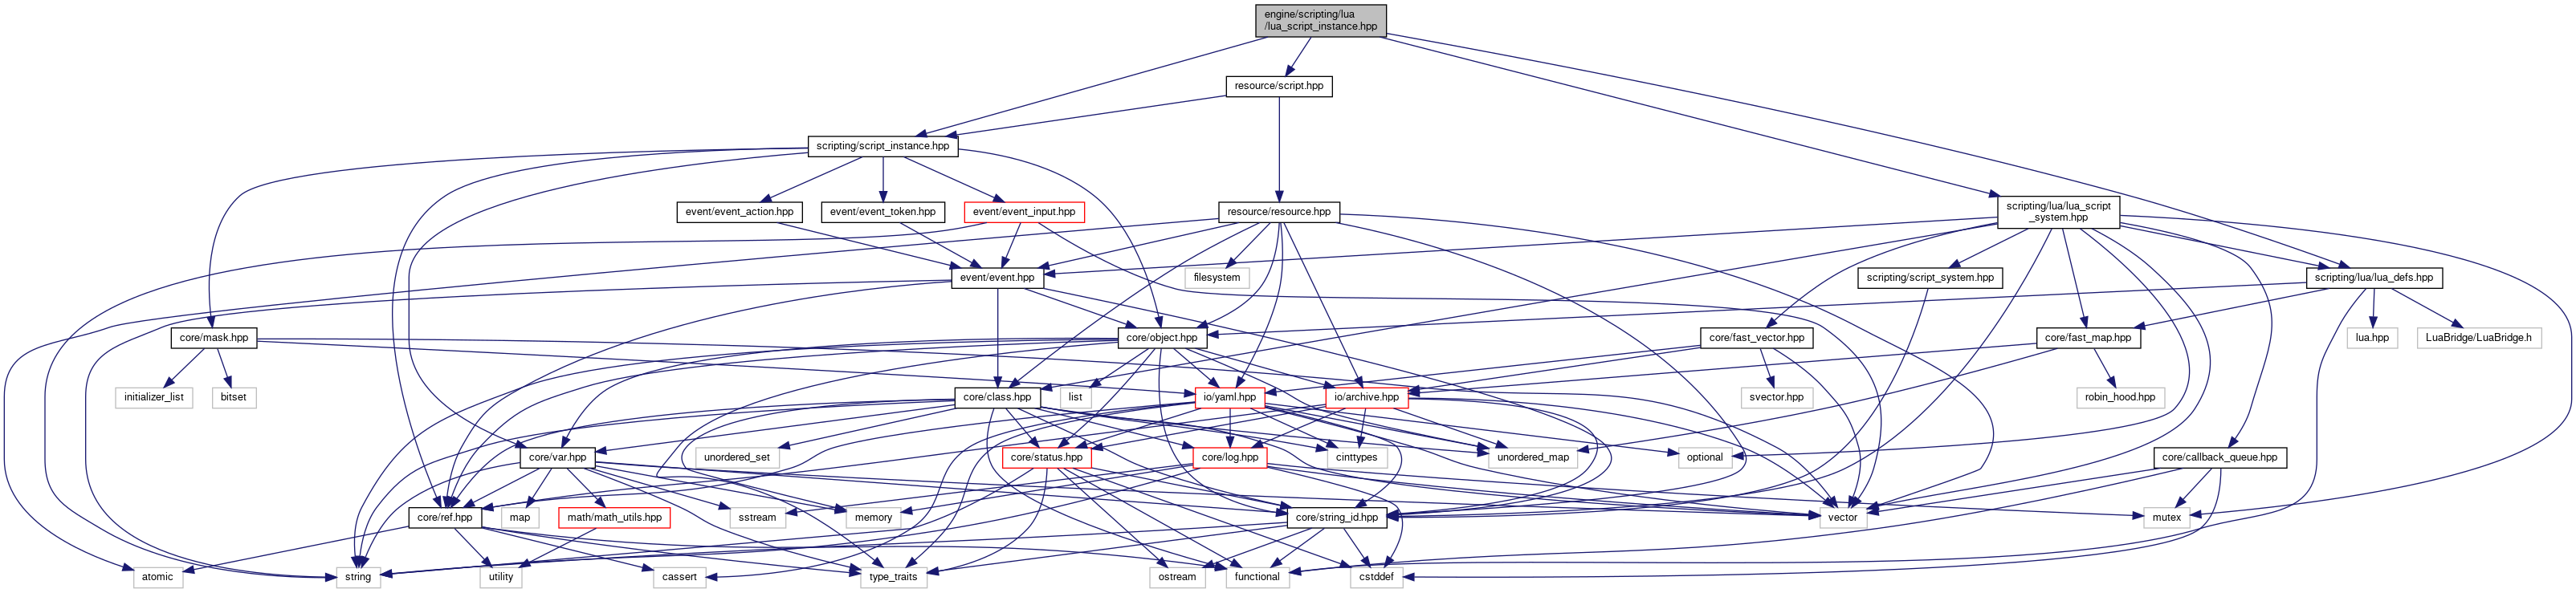 engine/scripting/lua
/lua_script_instance.hpp
resource/script.hpp
scripting/script_instance.hpp
event/event_action.hpp
event/event_token.hpp
event/event_input.hpp
resource/resource.hpp
scripting/lua/lua_script
_system.hpp
event/event.hpp
filesystem
scripting/script_system.hpp
scripting/lua/lua_defs.hpp
core/mask.hpp
core/object.hpp
core/fast_vector.hpp
core/fast_map.hpp
lua.hpp
LuaBridge/LuaBridge.h
initializer_list
bitset
core/class.hpp
list
io/yaml.hpp
io/archive.hpp
svector.hpp
robin_hood.hpp
core/var.hpp
unordered_set
core/status.hpp
core/log.hpp
cinttypes
unordered_map
optional
core/callback_queue.hpp
core/ref.hpp
map
math/math_utils.hpp
sstream
memory
core/string_id.hpp
vector
mutex
atomic
string
utility
cassert
type_traits
ostream
functional
cstddef